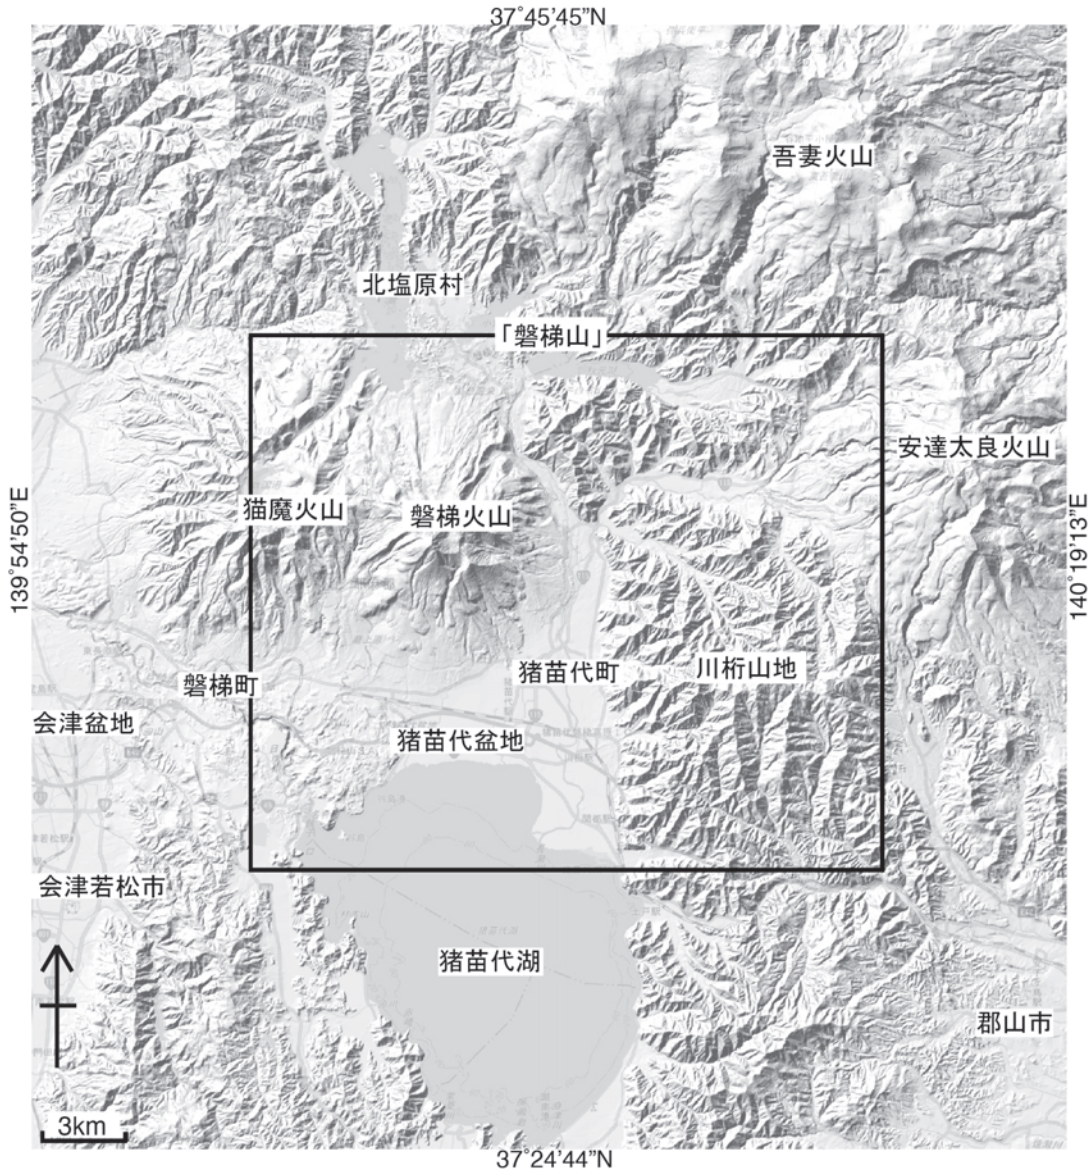 37°45'45”N
吾妻火山
北塩原村
「磐梯山」
安達太良火山
139°54'50”E
140°19'13”E
猫魔火山
磐梯火山
猪苗代町
川桁山地
磐梯町
会津盆地
猪苗代盆地
会津若松市
猪苗代湖
郡山市
3km
37°24'44”N